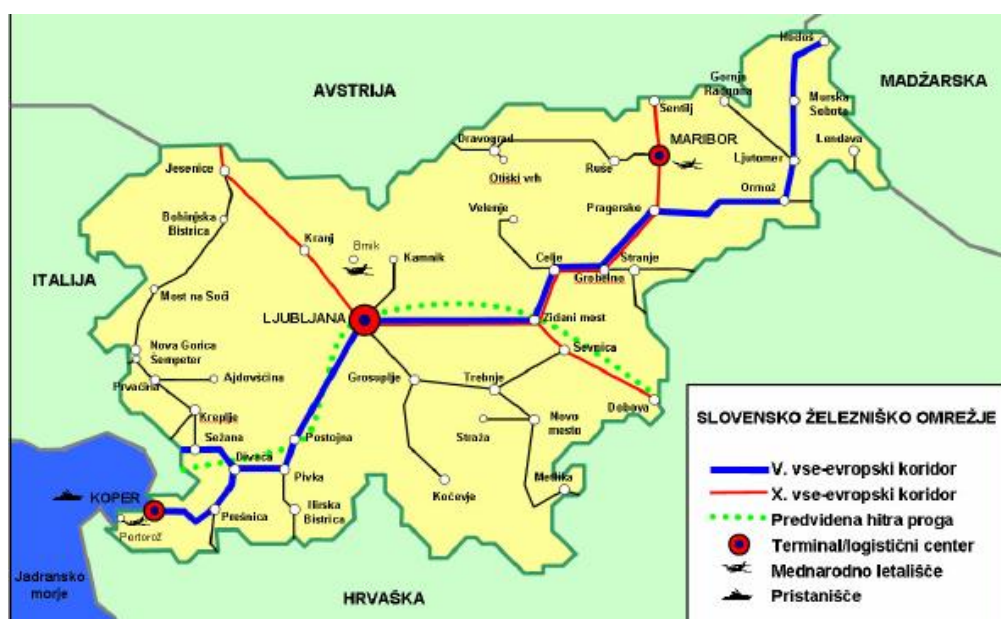 AVSTRIJA
MADŽARSKA
ITALIJA
HRVAŠKA
Jadransko
morje
Hodoš
Gornja
Radgona
Murska
Sobota
Lendava
Ljutomer
Ormož
Šentilj
MARIBOR
Ruše
Dravograd
Otiški vrh
Pragersko
Velenje
Celje
Grobelno
Stranje
Zidani most
Sevnica
Dobova
Jesenice
Bohinjska
Bistrica
Kranj
Brnik
Kamnik
LJUBLJANA
Most na Soči
Nova Gorica
Šempeter
Prvačina
Ajdovščina
Kreplje
Sežana
Divača
Postojna
Pivka
Ilirska
Bistrica
Prešnica
KOPER
Portorož
Grosuplje
Trebnje
Novo
mesto
Straža
Metlika
Kočevje
SLOVENSKO ŽELEZNIŠKO OMREŽJE
V. vse-evropski koridor
X. vse-evropski koridor
Predvidena hitra proga
Terminal/logistični center
Mednarodno letališče
Pristanišče